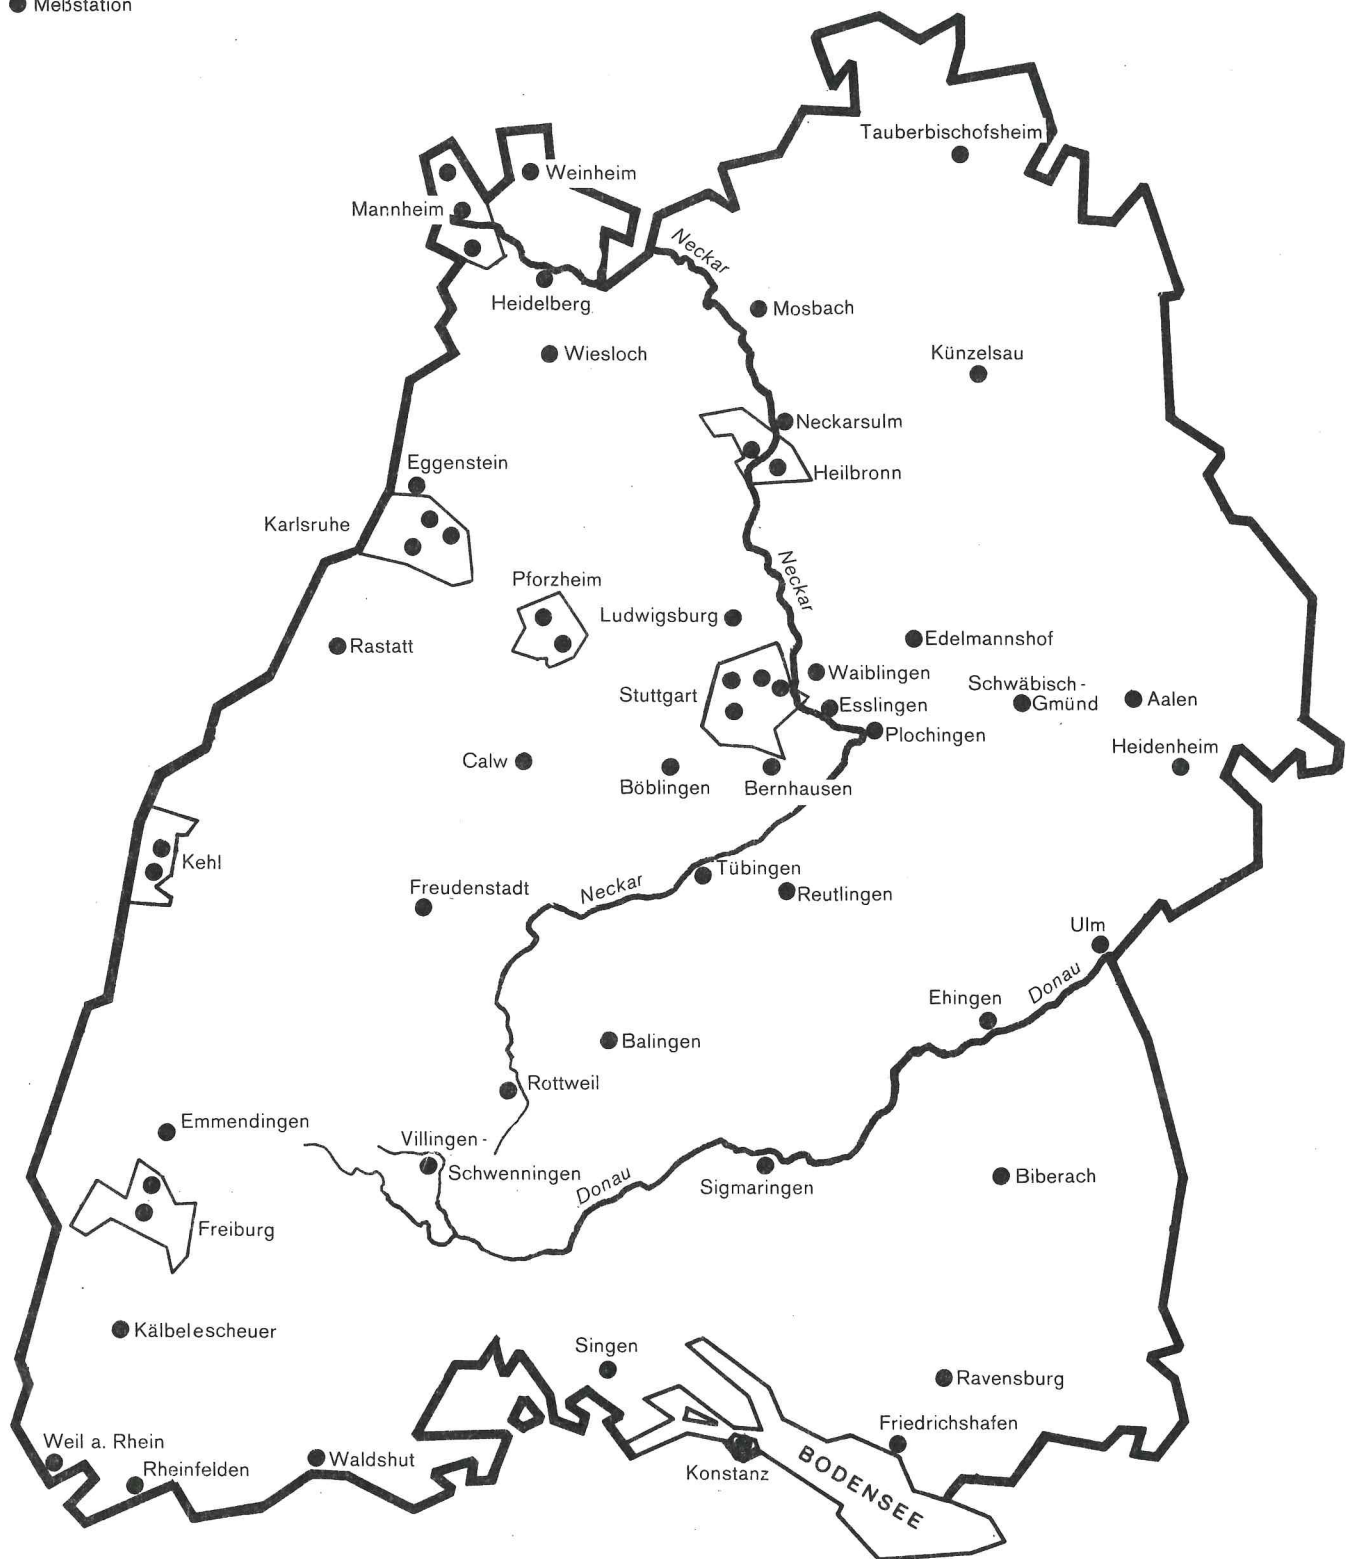 Meßstation
Tauberbischofsheim
Weinheim
Mannheim
Neckar
Heidelberg
Mosbach
Wiesloch
Künzelsau
Neckarsulm
Eggenstein
Heilbronn
Karlsruhe
Neckar
Pforzheim
Ludwigsburg
Edelmannshof
Rastatt
Waiblingen
Schwäbisch-
Gmünd
Stuttgart
Aalen
Esslingen
Plochingen
Heidenheim
Calw
Böblingen
Bernhausen
Kehl
Tübingen
Neckar
Freudenstadt
Reutlingen
Ulm
Donau
Ehingen
Balingen
Rottweil
Emmendingen
Villingen-
Schwenningen
Donau
Sigmaringen
Biberach
Freiburg
Kälbelescheuer
Singen
Ravensburg
Friedrichshafen
Weil a. Rhein
Rheinfelden
Waldshut
Konstanz
BODENSEE